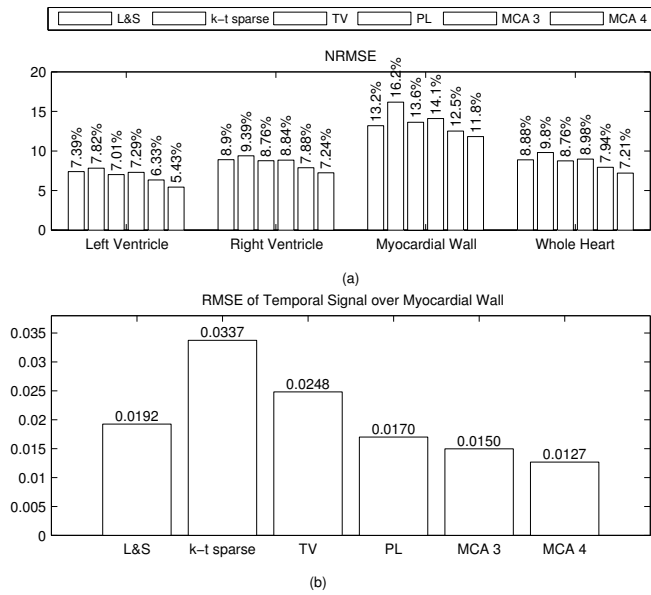 L&S k−t sparse TV PL MCA 3 MCA 4
NRMSE
20
15
10
5
0
7.39% 7.82% 7.01% 7.29% 6.33% 5.43%
8.9% 9.39% 8.76% 8.84% 7.88% 7.24%
13.2% 16.2% 13.6% 14.1% 12.5% 11.8%
8.88% 9.8% 8.76% 8.98% 7.94% 7.21%
Left Ventricle Right Ventricle Myocardial Wall Whole Heart
(a)
RMSE of Temporal Signal over Myocardial Wall
0.035
0.03
0.025
0.02
0.015
0.01
0.005
0
0.0192 0.0337 0.0248 0.0170 0.0150 0.0127
L&S k−t sparse TV PL MCA 3 MCA 4
(b)